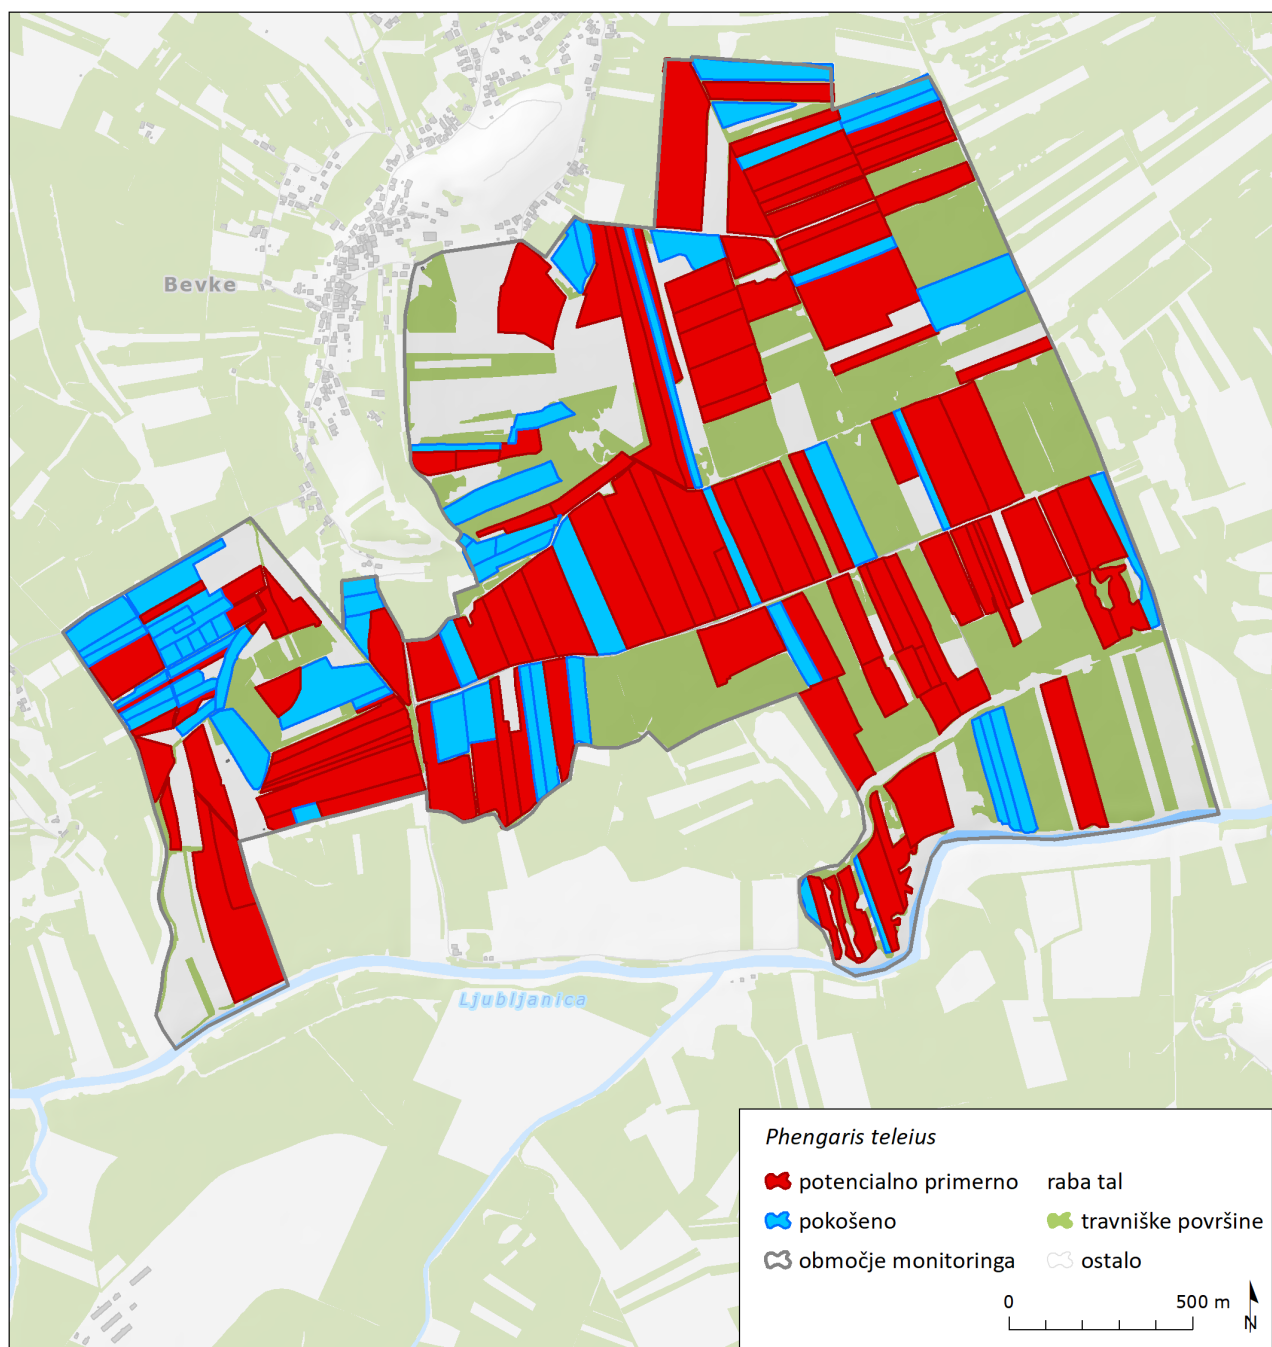 Bevke
Ljubljanica
Phengaris teleius
potencialno primerno
raba tal
pokošeno
travniške površine
območje monitoringa
ostalo
0
500 m
N